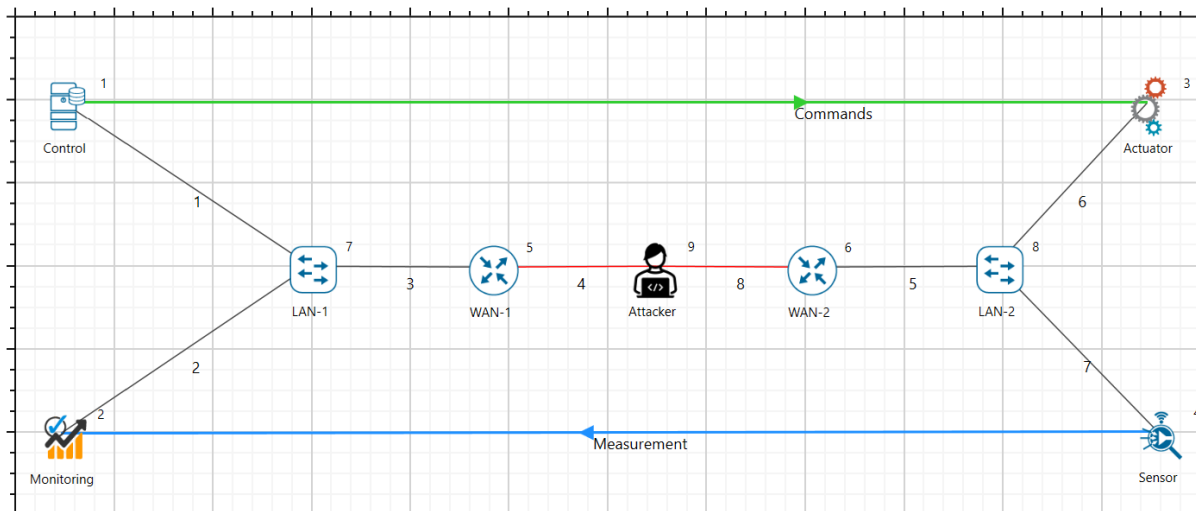 1
3
Commands
Control
Actuator
1
6
7
5
9
6
8
3
4
8
5
LAN-1
WAN-1
Attacker
WAN-2
LAN-2
2
7
2
4
Measurement
Monitoring
Sensor